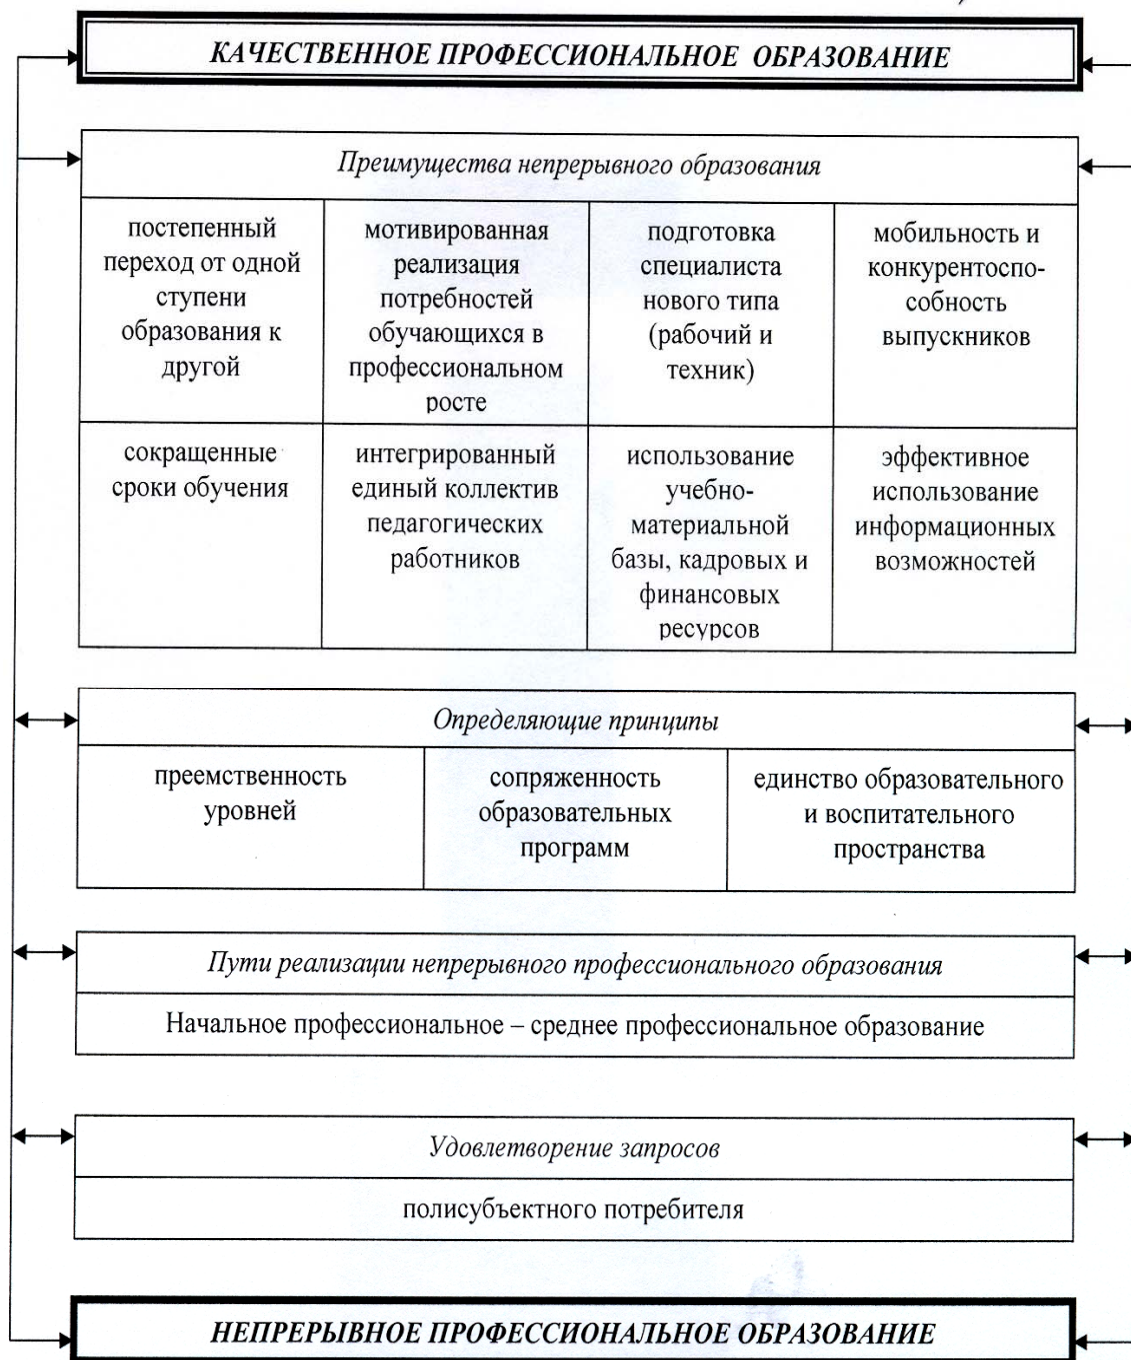 КАЧЕСТВЕННОЕ ПРОФЕССИОНАЛЬНОЕ ОБРАЗОВАНИЕ
Преимущества непрерывного образования
постепенный
переход от одной
ступени
образования к
другой
мотивированная
реализация
потребностей
обучающихся в
профессиональном
росте
подготовка
специалиста
нового типа
(рабочий и
техник)
мобильность и
конкурентоспо-
собность
выпускников
сокращенные
сроки обучения
интегрированный
единый коллектив
педагогических
работников
использование
учебно-
материальной
базы, кадровых и
финансовых
ресурсов
эффективное
использование
информационных
возможностей
Определяющие принципы
преемственность
уровней
сопряженность
образовательных
программ
единство образовательного
и воспитательного
пространства
Пути реализации непрерывного профессионального образования
Начальное профессиональное – среднее профессиональное образование
Удовлетворение запросов
полисубъектного потребителя
НЕПРЕРЫВНОЕ ПРОФЕССИОНАЛЬНОЕ ОБРАЗОВАНИЕ